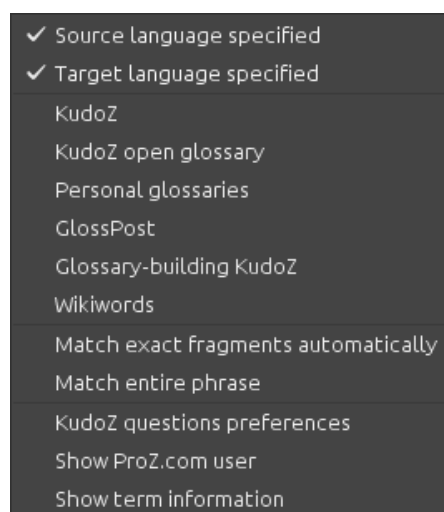 Source language specified
Target language specified
KudoZ
KudoZ open glossary
Personal glossaries
GlossPost
Glossary-building KudoZ
Wikiwords
Match exact fragments automatically
Match entire phrase
KudoZ questions preferences
Show ProZ.com user
Show term information